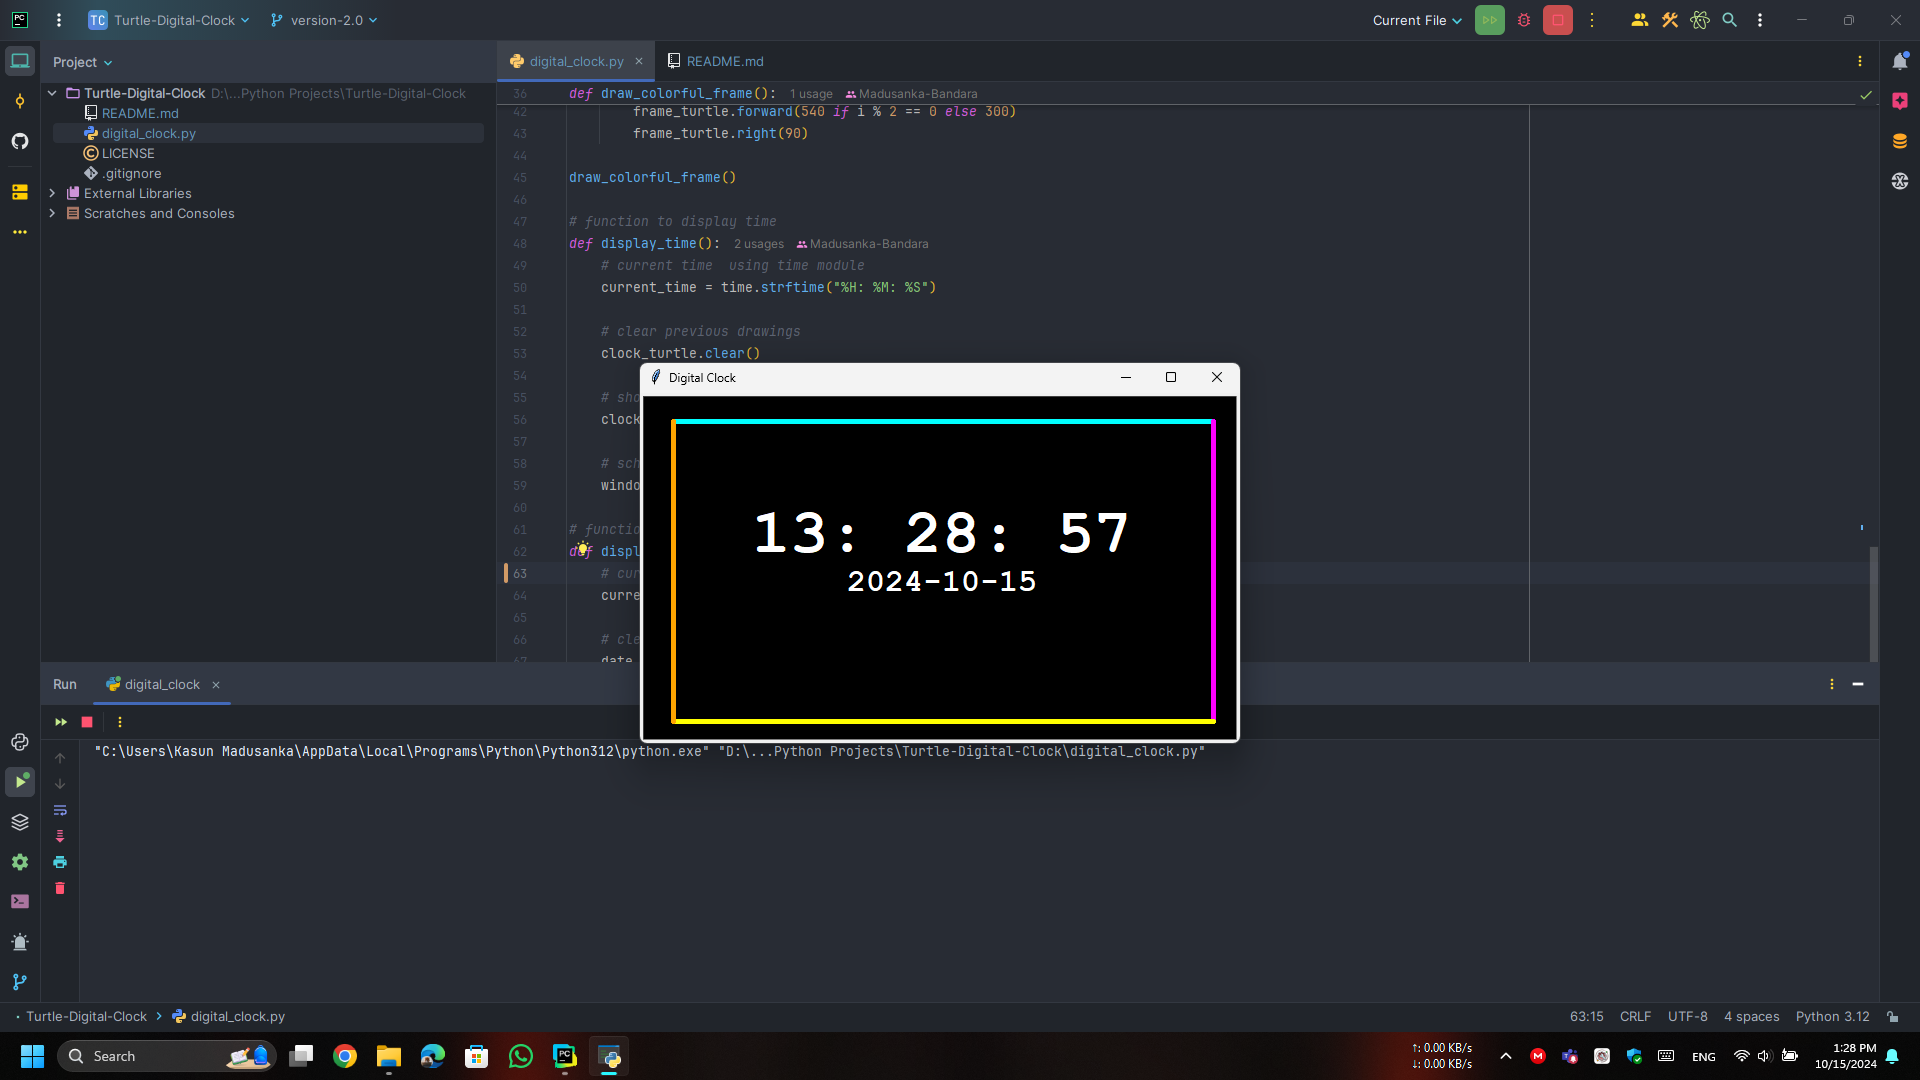 PC
TC Turtle-Digital-Clock version-2.0
Current File
Project
digital_clock.py
README.md
Turtle-Digital-Clock D:\...Python Projects\Turtle-Digital-Clock
README.md
digital_clock.py
LICENSE
.gitignore
External Libraries
Scratches and Consoles
36 def draw_colorful_frame(): 1 usage Madusanka-Bandara
42 frame_turtle.forward(540 if i % 2 == 0 else 300)
43 frame_turtle.right(90)
44
45 draw_colorful_frame()
46
47 # function to display time
48 def display_time(): 2 usages Madusanka-Bandara
49 # current time  using time module
50 current_time = time.strftime("%H: %M: %S")
51
52 # clear previous drawings
53 clock_turtle.clear()
54
55 # sho
56 clock
57
58 # sch
59 windo
60
61 # functio
62 def displ
63 # cur
64 curre
65
66 # cle
67 date
Digital Clock
13: 28: 57
2024-10-15
Run digital_clock
"C:\Users\Kasun Madusanka\AppData\Local\Programs\Python\Python312\python.exe" "D:\...Python Projects\Turtle-Digital-Clock\digital_clock.py"
Turtle-Digital-Clock digital_clock.py
63:15 CRLF UTF-8 4 spaces Python 3.12
Search
PC
↑: 0.00 KB/s
↓: 0.00 KB/s
M
ENG
1:28 PM
10/15/2024